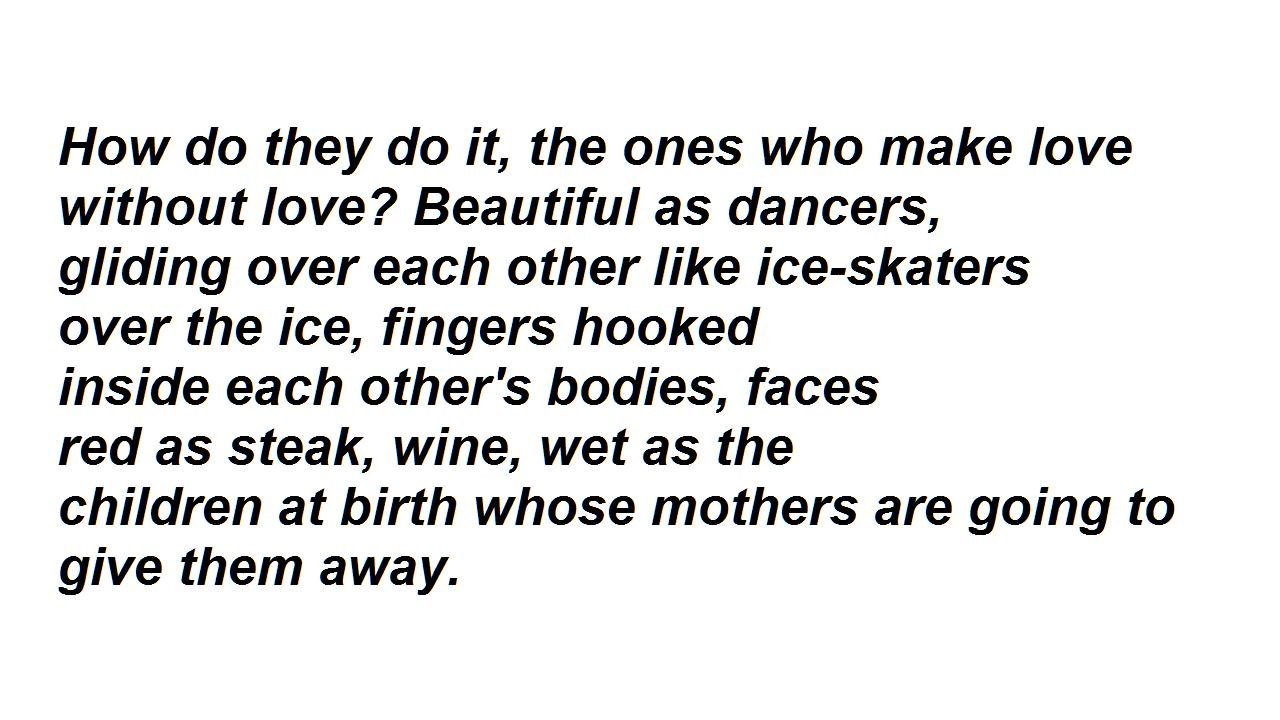 How do they do it, the ones who make love
without love? Beautiful as dancers,
gliding over each other like ice-skaters
over the ice, fingers hooked
inside each other's bodies, faces
red as steak, wine, wet as the
children at birth whose mothers are going to
give them away.